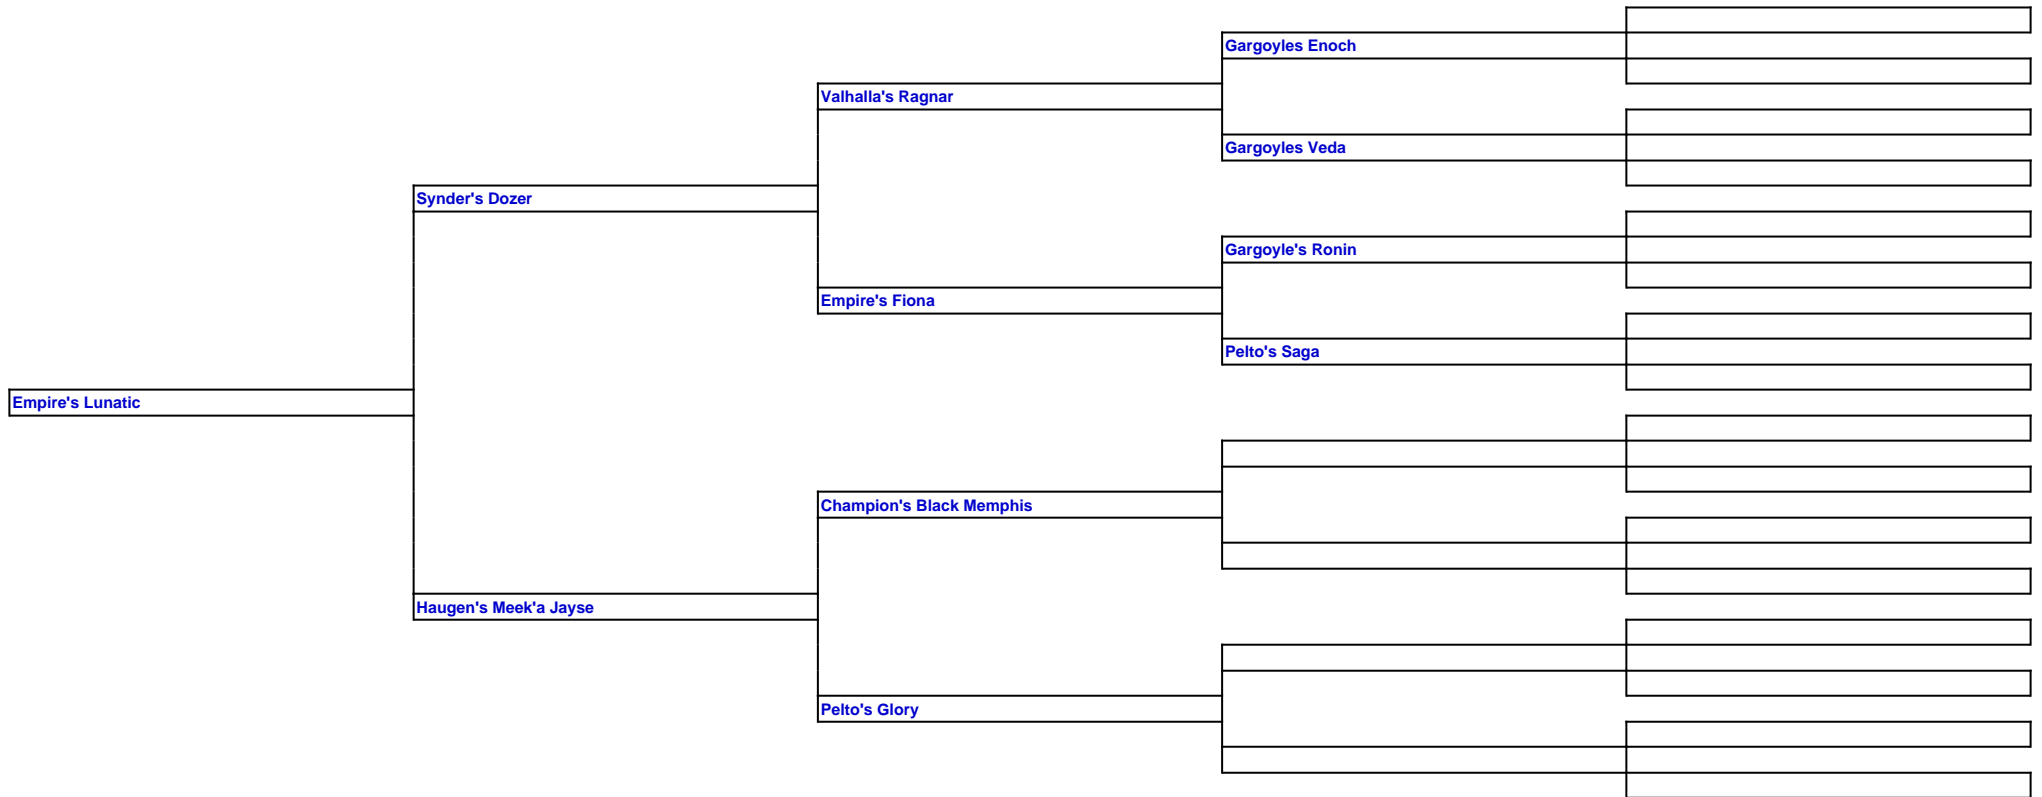 Gargoyles Enoch
Valhalla's Ragnar
Gargoyles Veda
Synder's Dozer
Gargoyle's Ronin
Empire's Fiona
Pelto's Saga
Empire's Lunatic
Champion's Black Memphis
Haugen's Meek'a Jayse
Pelto's Glory